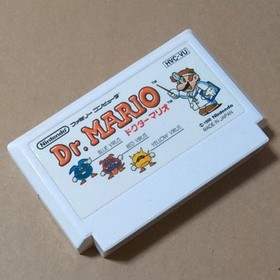 Nintendo ファミリー コンピュータ HVC-VU
Dr. MARIO
ドクターマリオ
BLUE VIRUS RED VIRUS YELLOW VIRUS
© 1990 Nintendo
MADE IN JAPAN